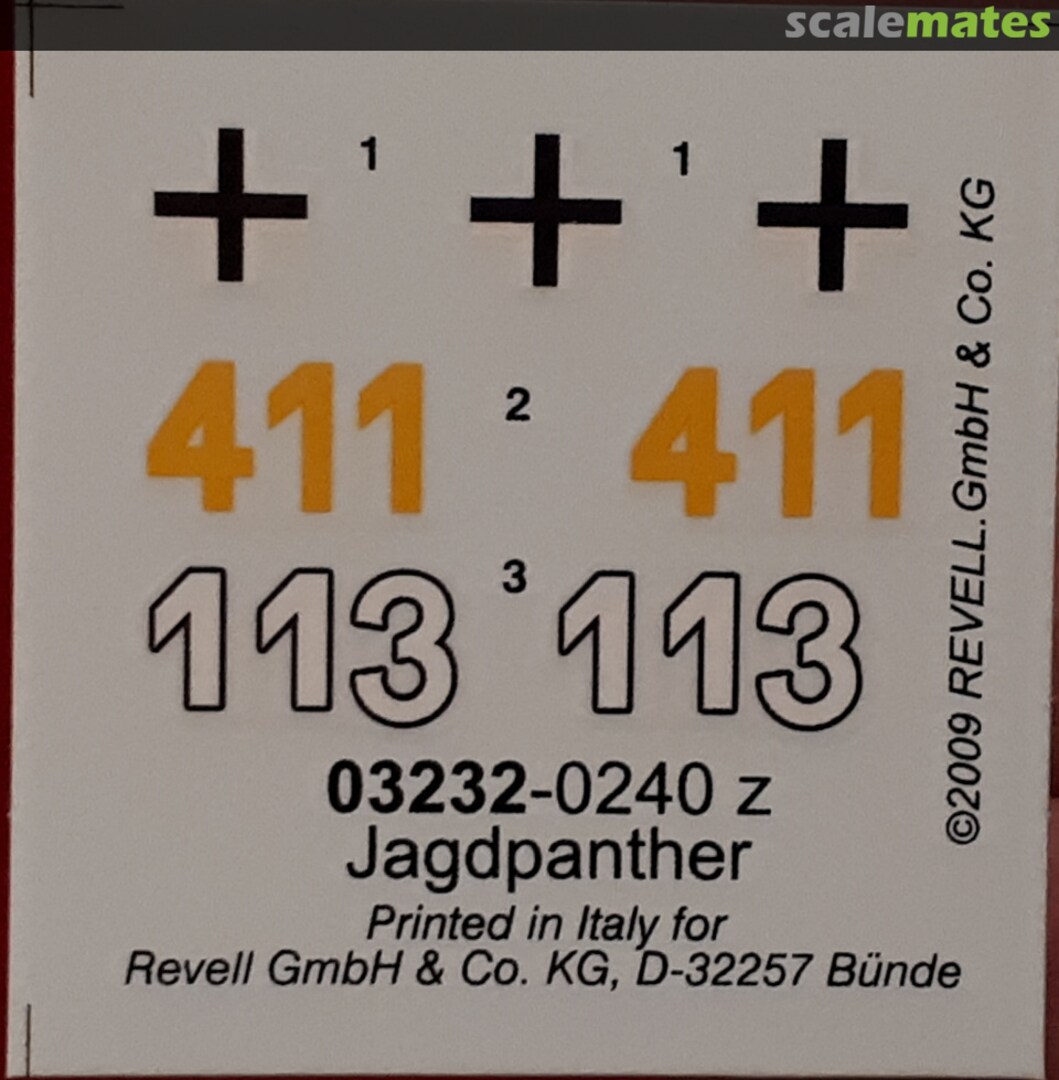 scalemates
1 1
411 2 411
113 3 113
03232-0240 z
Jagdpanther
Printed in Italy for
Revell GmbH & Co. KG, D-32257 Bünde
©2009 REVELL.GmbH & Co. KG